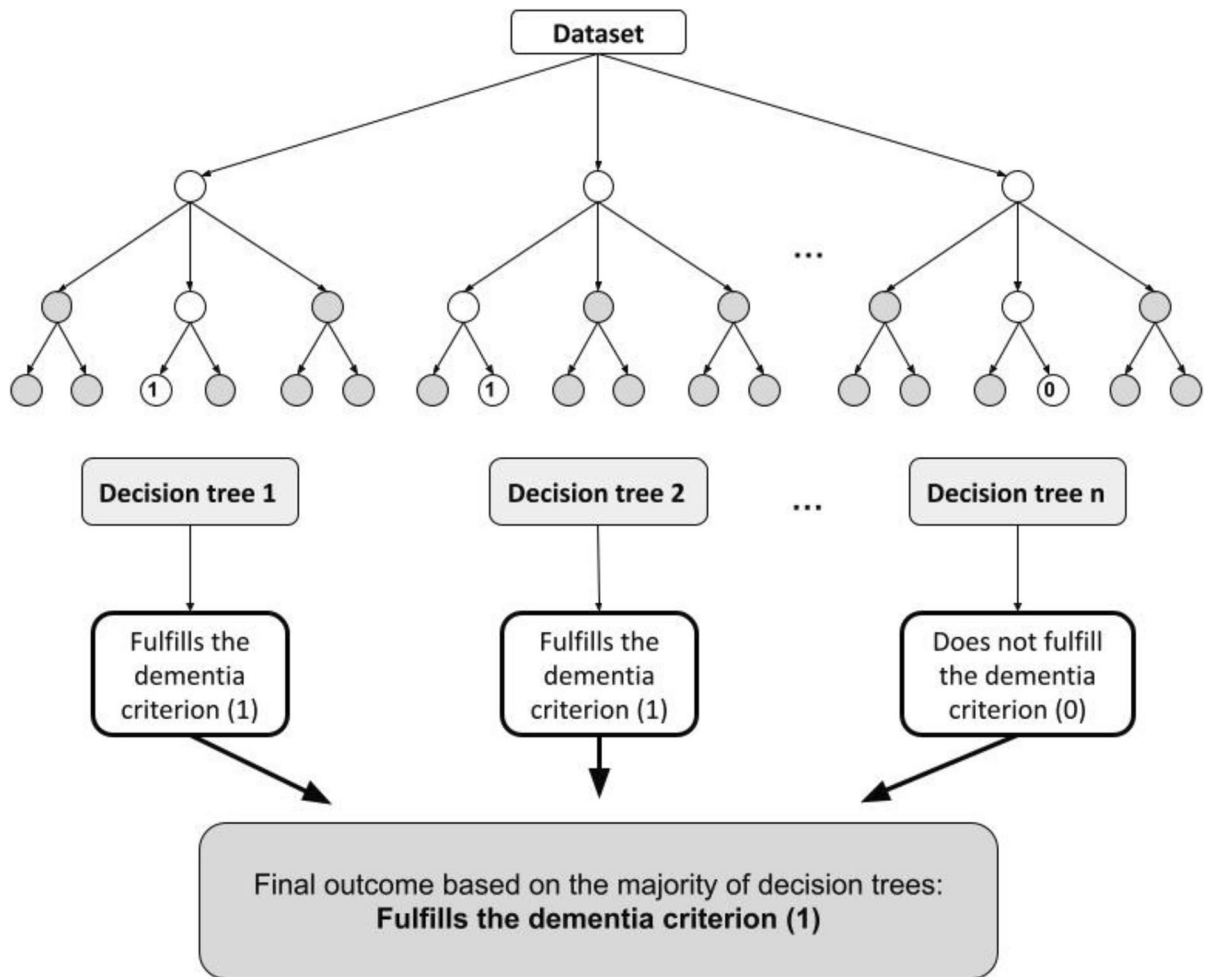 Dataset
...
1
1
0
Decision tree 1
Decision tree 2
...
Decision tree n
Fulfills the
dementia
criterion (1)
Fulfills the
dementia
criterion (1)
Does not fulfill
the dementia
criterion (0)
Final outcome based on the majority of decision trees:
Fulfills the dementia criterion (1)